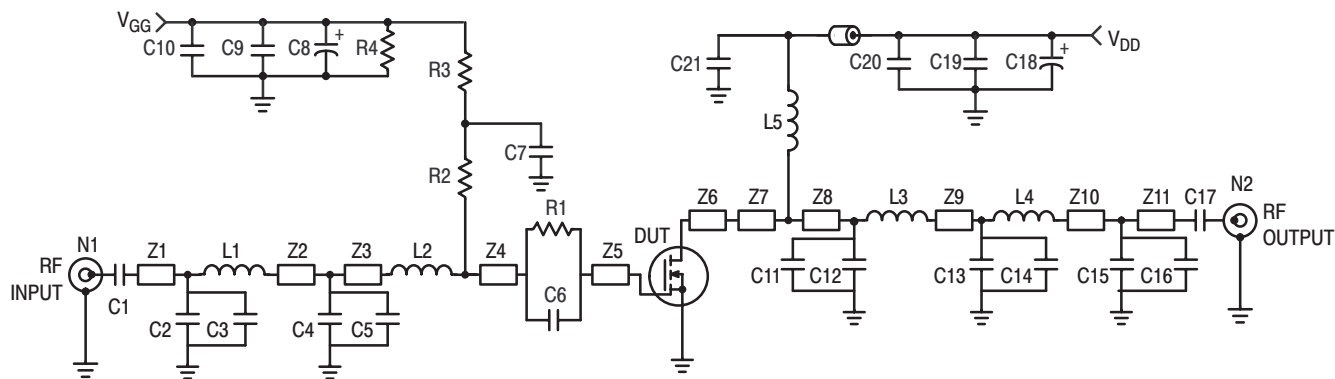 VGG
C10
C9
C8
+
R4
R3
C7
R2
C21
C20
C19
C18
+
VDD
L5
N1
RF
INPUT
C1
Z1
L1
Z2
Z3
L2
Z4
R1
C6
Z5
C2
C3
C4
C5
DUT
Z6
Z7
Z8
L3
Z9
L4
Z10
Z11
C17
N2
RF
OUTPUT
C11
C12
C13
C14
C15
C16